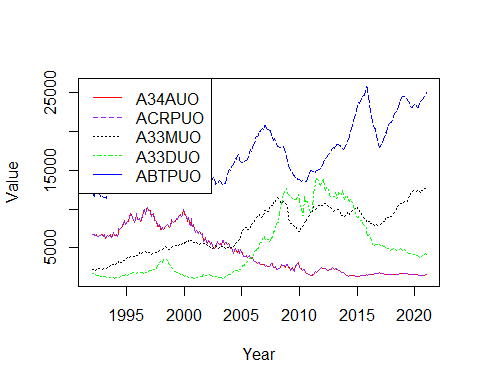 A34AUO
ACRPUO
A33MUO
A33DUO
ABTPUO
5000
15000
25000
Value
1995
2000
2005
2010
2015
2020
Year